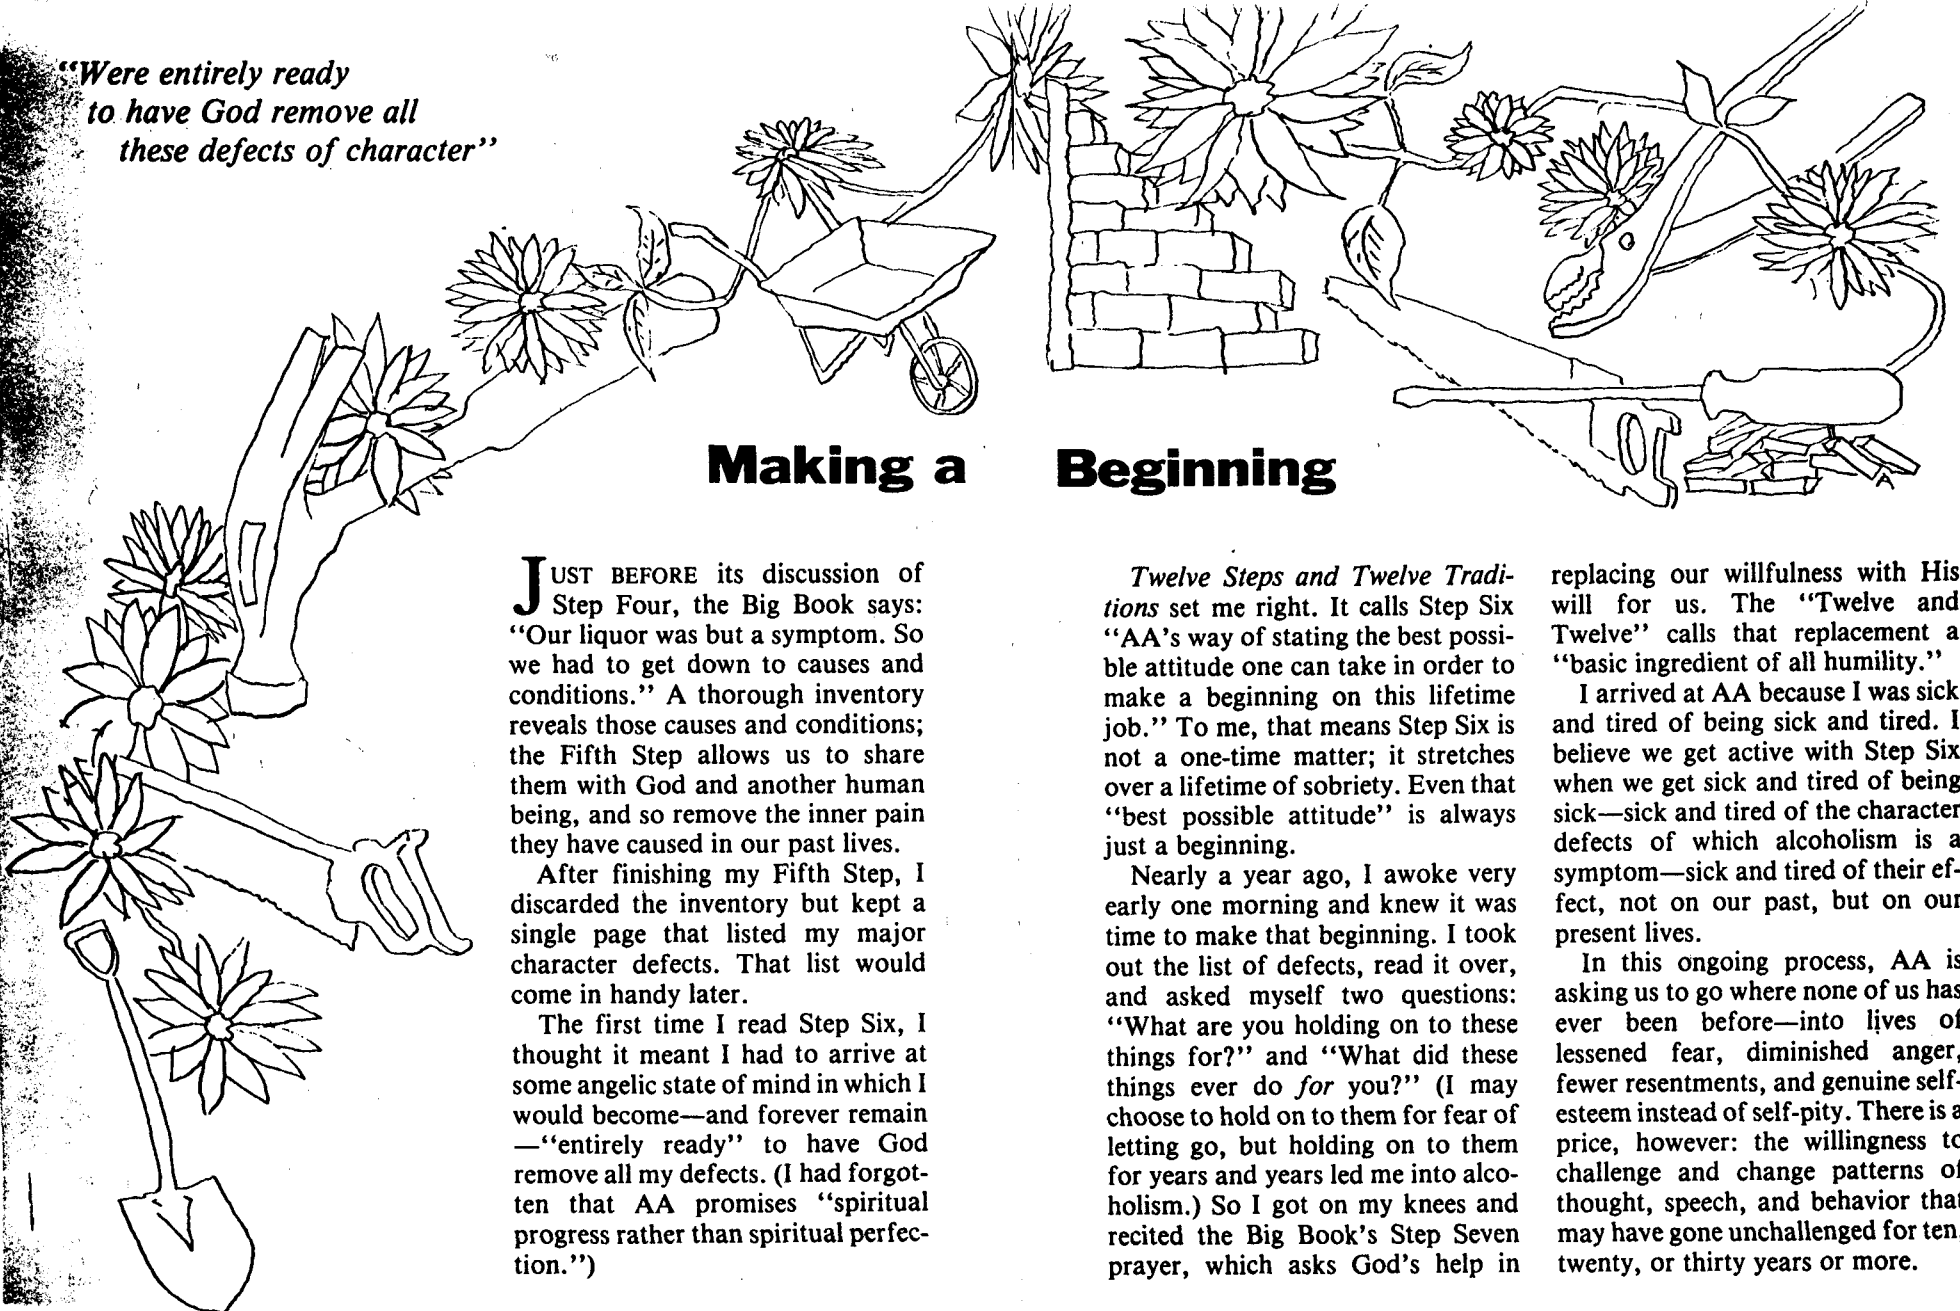 “Were entirely ready
to have God remove all
these defects of character”
Making a Beginning
JUST BEFORE its discussion of
Step Four, the Big Book says:
“Our liquor was but a symptom. So
we had to get down to causes and
conditions.” A thorough inventory
reveals those causes and conditions;
the Fifth Step allows us to share
them with God and another human
being, and so remove the inner pain
they have caused in our past lives.
After finishing my Fifth Step, I
discarded the inventory but kept a
single page that listed my major
character defects. That list would
come in handy later.
The first time I read Step Six, I
thought it meant I had to arrive at
some angelic state of mind in which I
would become—and forever remain
—“entirely ready” to have God
remove all my defects. (I had forgot-
ten that AA promises “spiritual
progress rather than spiritual perfec-
tion.”)
Twelve Steps and Twelve Tradi-
tions set me right. It calls Step Six
“AA’s way of stating the best possi-
ble attitude one can take in order to
make a beginning on this lifetime
job.” To me, that means Step Six is
not a one-time matter; it stretches
over a lifetime of sobriety. Even that
“best possible attitude” is always
just a beginning.
Nearly a year ago, I awoke very
early one morning and knew it was
time to make that beginning. I took
out the list of defects, read it over,
and asked myself two questions:
“What are you holding on to these
things for?” and “What did these
things ever do for you?” (I may
choose to hold on to them for fear of
letting go, but holding on to them
for years and years led me into alco-
holism.) So I got on my knees and
recited the Big Book’s Step Seven
prayer, which asks God’s help in
replacing our willfulness with His
will for us. The “Twelve and
Twelve” calls that replacement a
“basic ingredient of all humility.”
I arrived at AA because I was sick
and tired of being sick and tired. I
believe we get active with Step Six
when we get sick and tired of being
sick—sick and tired of the character
defects of which alcoholism is a
symptom—sick and tired of their ef-
fect, not on our past, but on our
present lives.
In this ongoing process, AA is
asking us to go where none of us has
ever been before—into lives of
lessened fear, diminished anger,
fewer resentments, and genuine self-
esteem instead of self-pity. There is a
price, however: the willingness to
challenge and change patterns of
thought, speech, and behavior that
may have gone unchallenged for ten,
twenty, or thirty years or more.